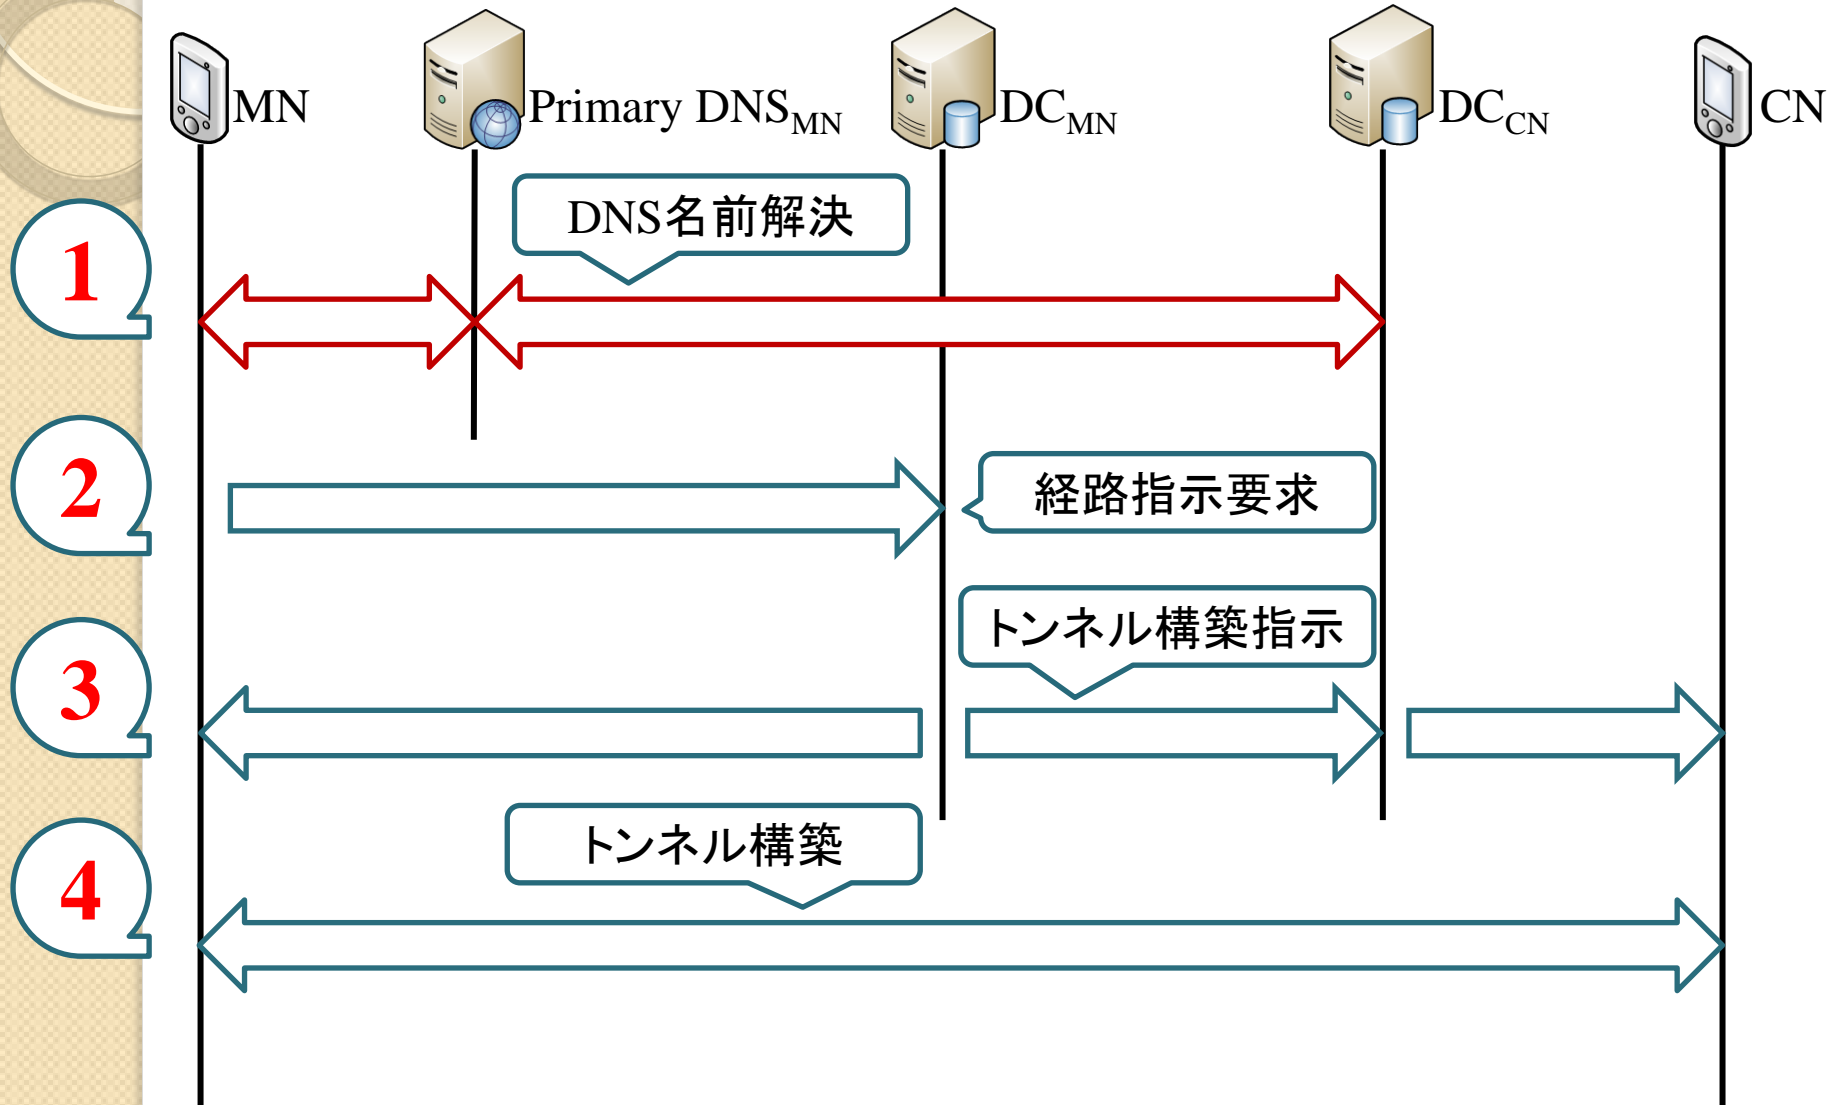 MN
Primary DNSMN
DCMN
DCCN
CN
DNS名前解決
1
経路指示要求
2
トンネル構築指示
3
トンネル構築
4